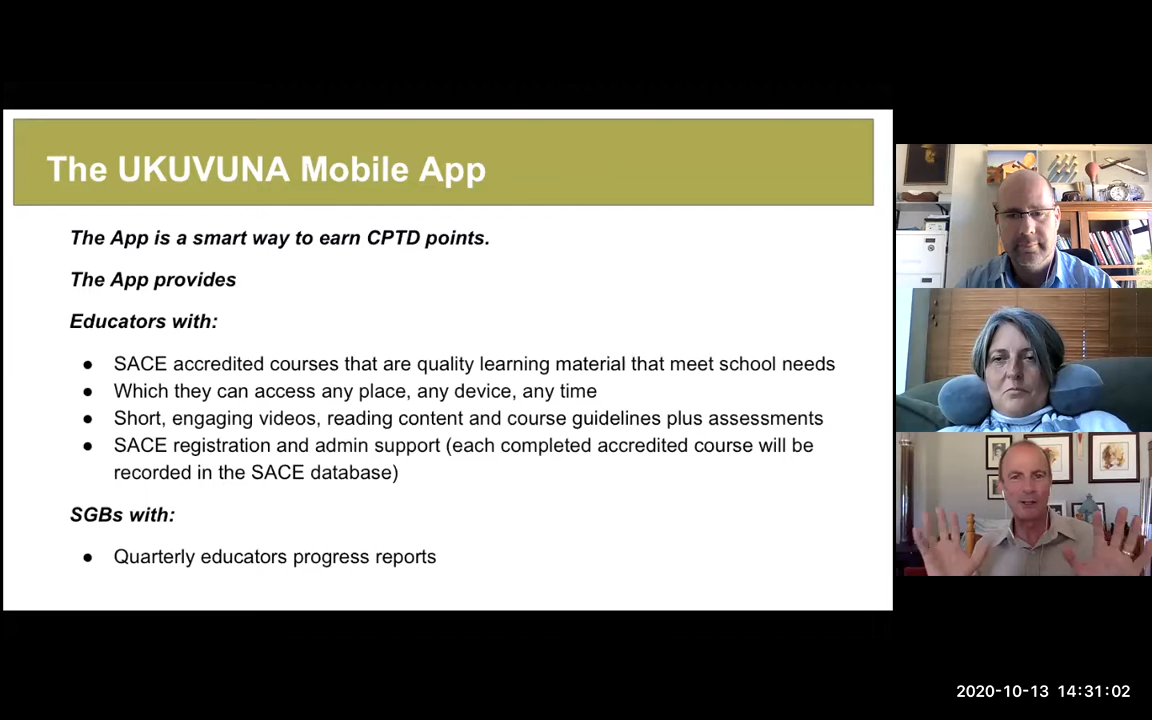 The UKUVUNA Mobile App
The App is a smart way to earn CPTD points.
The App provides
Educators with:
● SACE accredited courses that are quality learning material that meet school needs
● Which they can access any place, any device, any time
● Short, engaging videos, reading content and course guidelines plus assessments
● SACE registration and admin support (each completed accredited course will be
recorded in the SACE database)
SGBs with:
● Quarterly educators progress reports
2020-10-13 14:31:02